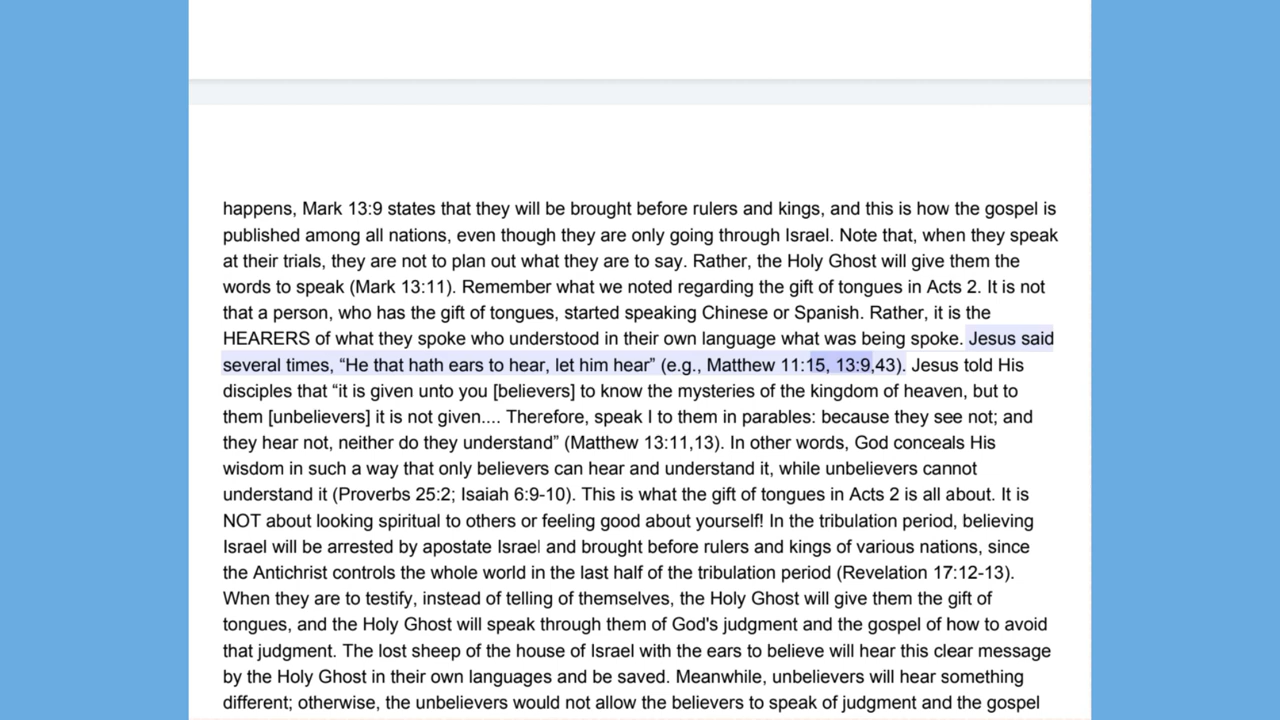 happens, Mark 13:9 states that they will be brought before rulers and kings, and this is how the gospel is
published among all nations, even though they are only going through Israel. Note that, when they speak
at their trials, they are not to plan out what they are to say. Rather, the Holy Ghost will give them the
words to speak (Mark 13:11). Remember what we noted regarding the gift of tongues in Acts 2. It is not
that a person, who has the gift of tongues, started speaking Chinese or Spanish. Rather, it is the
HEARERS of what they spoke who understood in their own language what was being spoke. Jesus said
several times, “He that hath ears to hear, let him hear” (e.g., Matthew 11:15, 13:9,43). Jesus told His
disciples that “it is given unto you [believers] to know the mysteries of the kingdom of heaven, but to
them [unbelievers] it is not given.... Therefore, speak I to them in parables: because they see not; and
they hear not, neither do they understand” (Matthew 13:11,13). In other words, God conceals His
wisdom in such a way that only believers can hear and understand it, while unbelievers cannot
understand it (Proverbs 25:2; Isaiah 6:9-10). This is what the gift of tongues in Acts 2 is all about. It is
NOT about looking spiritual to others or feeling good about yourself! In the tribulation period, believing
Israel will be arrested by apostate Israel and brought before rulers and kings of various nations, since
the Antichrist controls the whole world in the last half of the tribulation period (Revelation 17:12-13).
When they are to testify, instead of telling of themselves, the Holy Ghost will give them the gift of
tongues, and the Holy Ghost will speak through them of God's judgment and the gospel of how to avoid
that judgment. The lost sheep of the house of Israel with the ears to believe will hear this clear message
by the Holy Ghost in their own languages and be saved. Meanwhile, unbelievers will hear something
different; otherwise, the unbelievers would not allow the believers to speak of judgment and the gospel